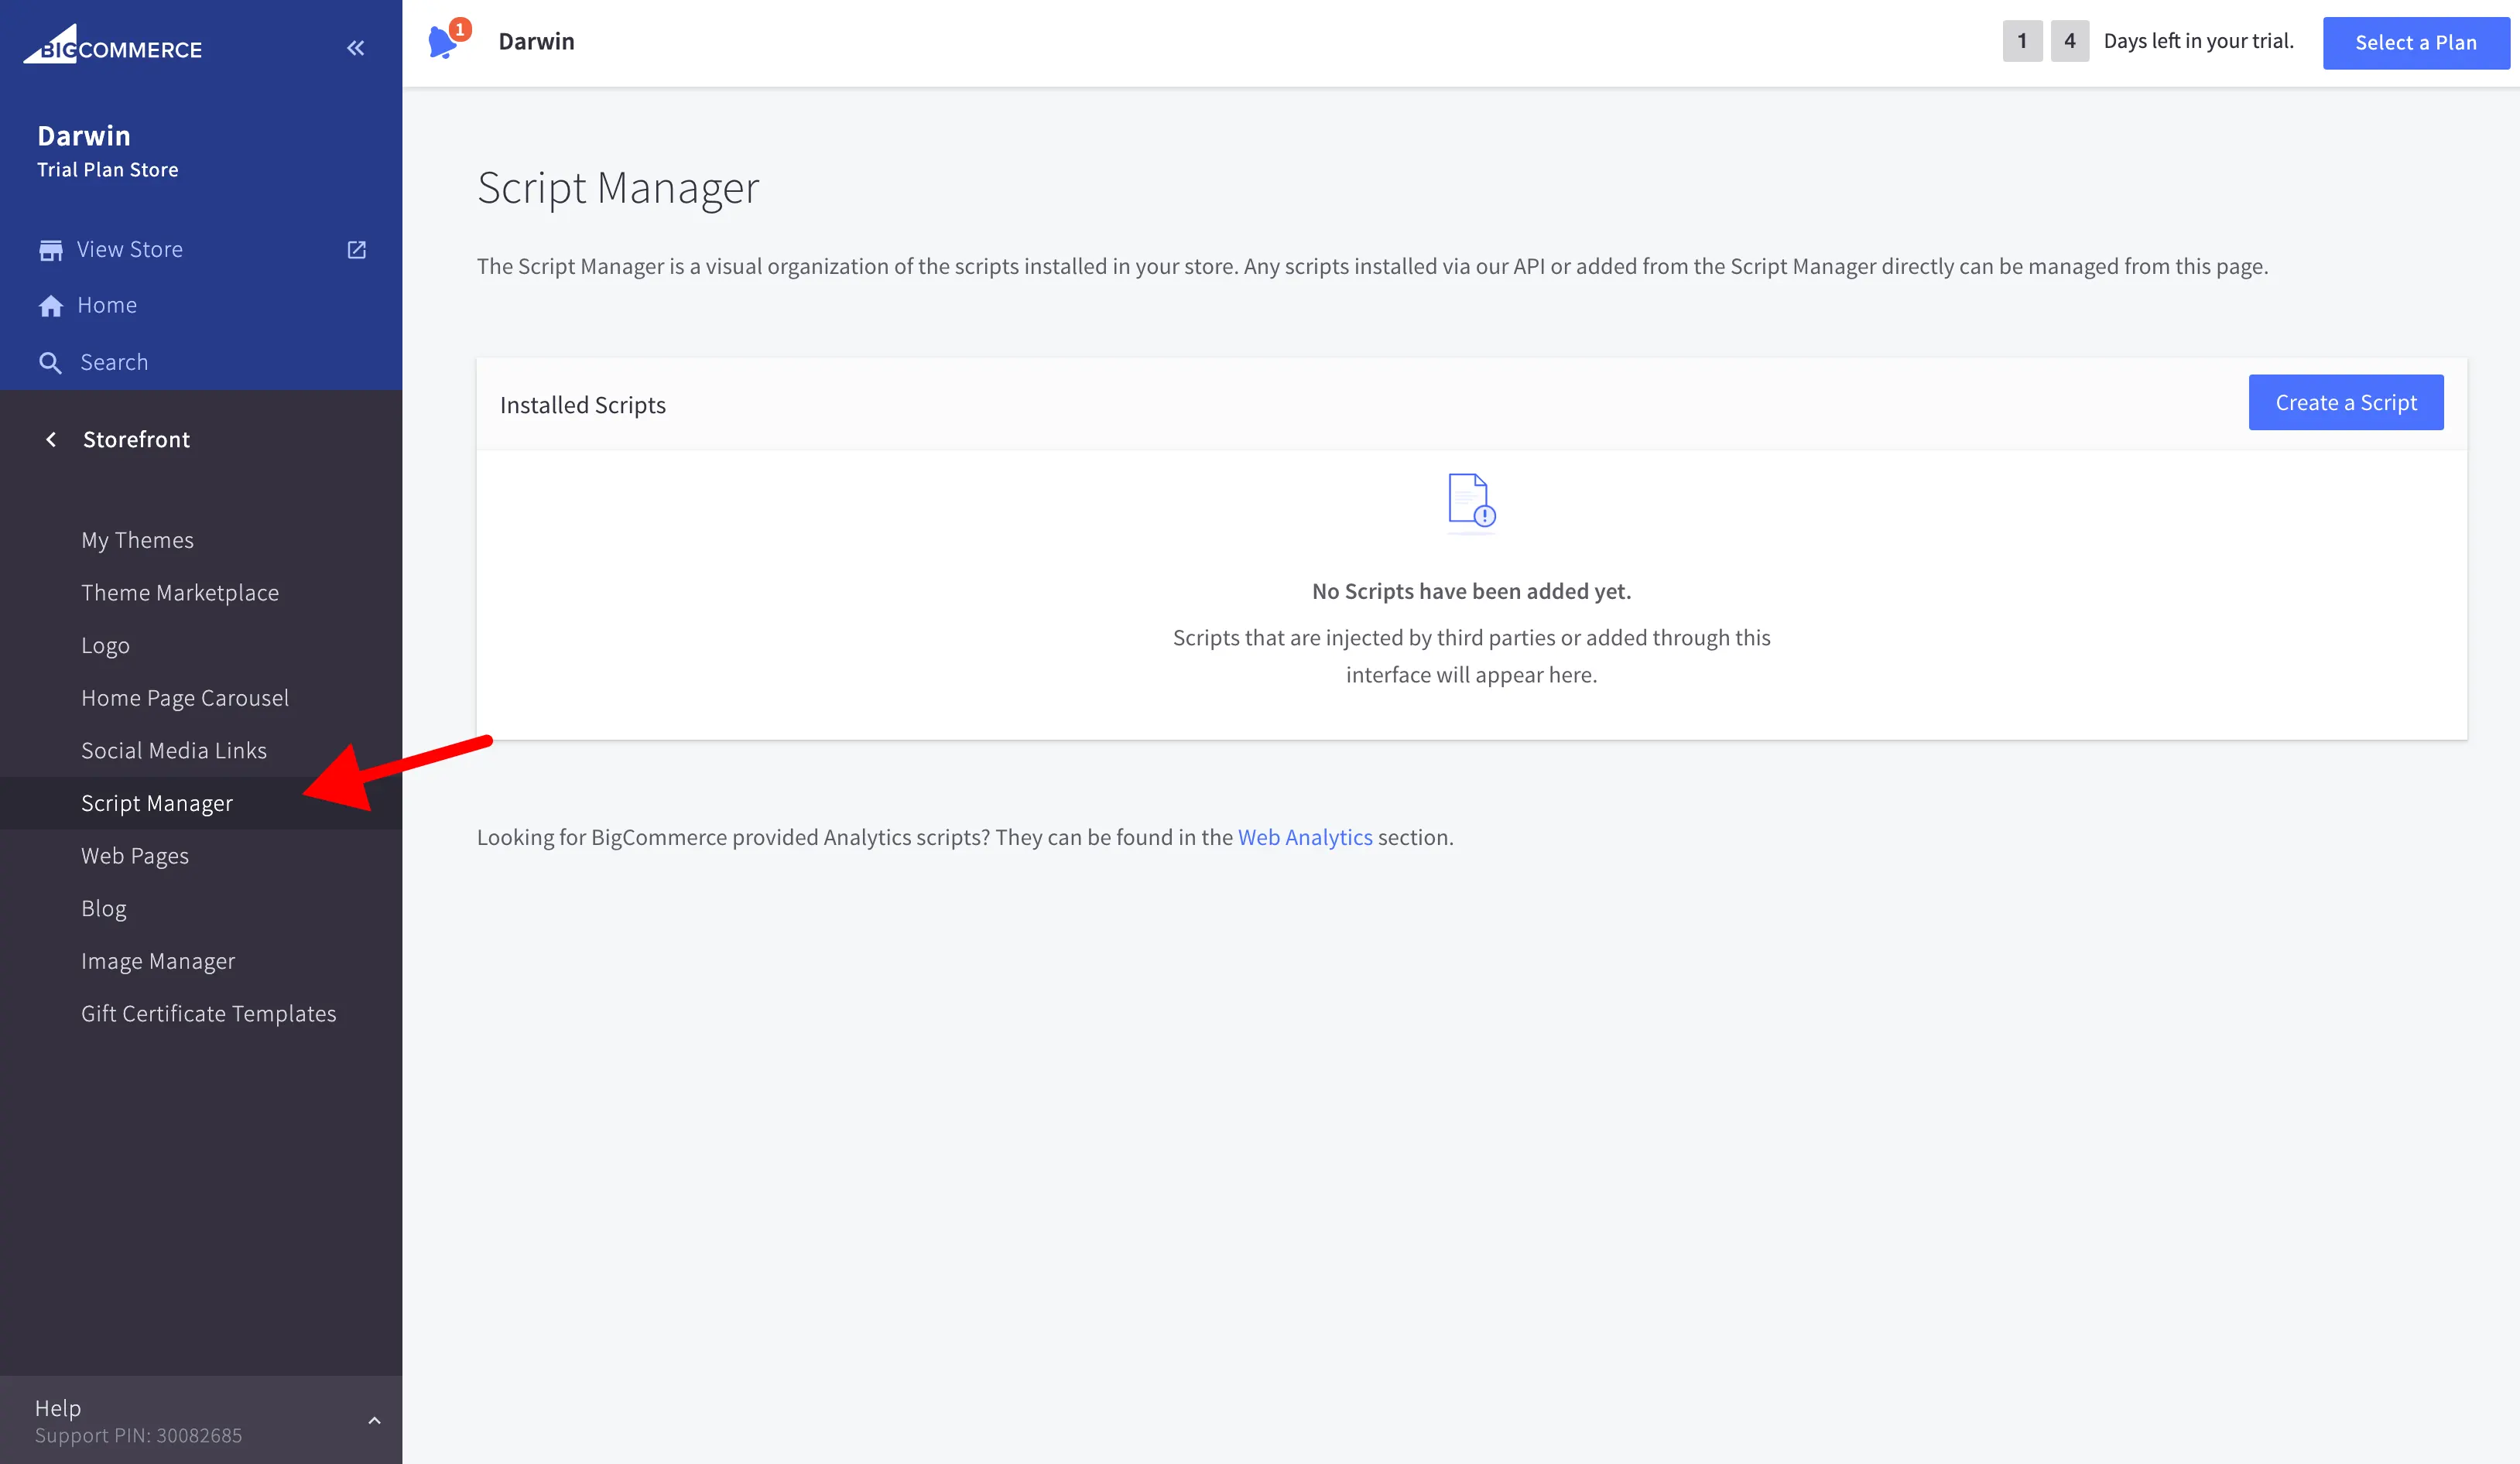 BIGCOMMERCE
Darwin
Trial Plan Store
View Store
Home
Search
Storefront
My Themes
Theme Marketplace
Logo
Home Page Carousel
Social Media Links
Script Manager
Web Pages
Blog
Image Manager
Gift Certificate Templates
Help
Support PIN: 30082685
1
Darwin
1 4 Days left in your trial.
Select a Plan
Script Manager
The Script Manager is a visual organization of the scripts installed in your store. Any scripts installed via our API or added from the Script Manager directly can be managed from this page.
Installed Scripts
Create a Script
No Scripts have been added yet.
Scripts that are injected by third parties or added through this
interface will appear here.
Looking for BigCommerce provided Analytics scripts? They can be found in the Web Analytics section.